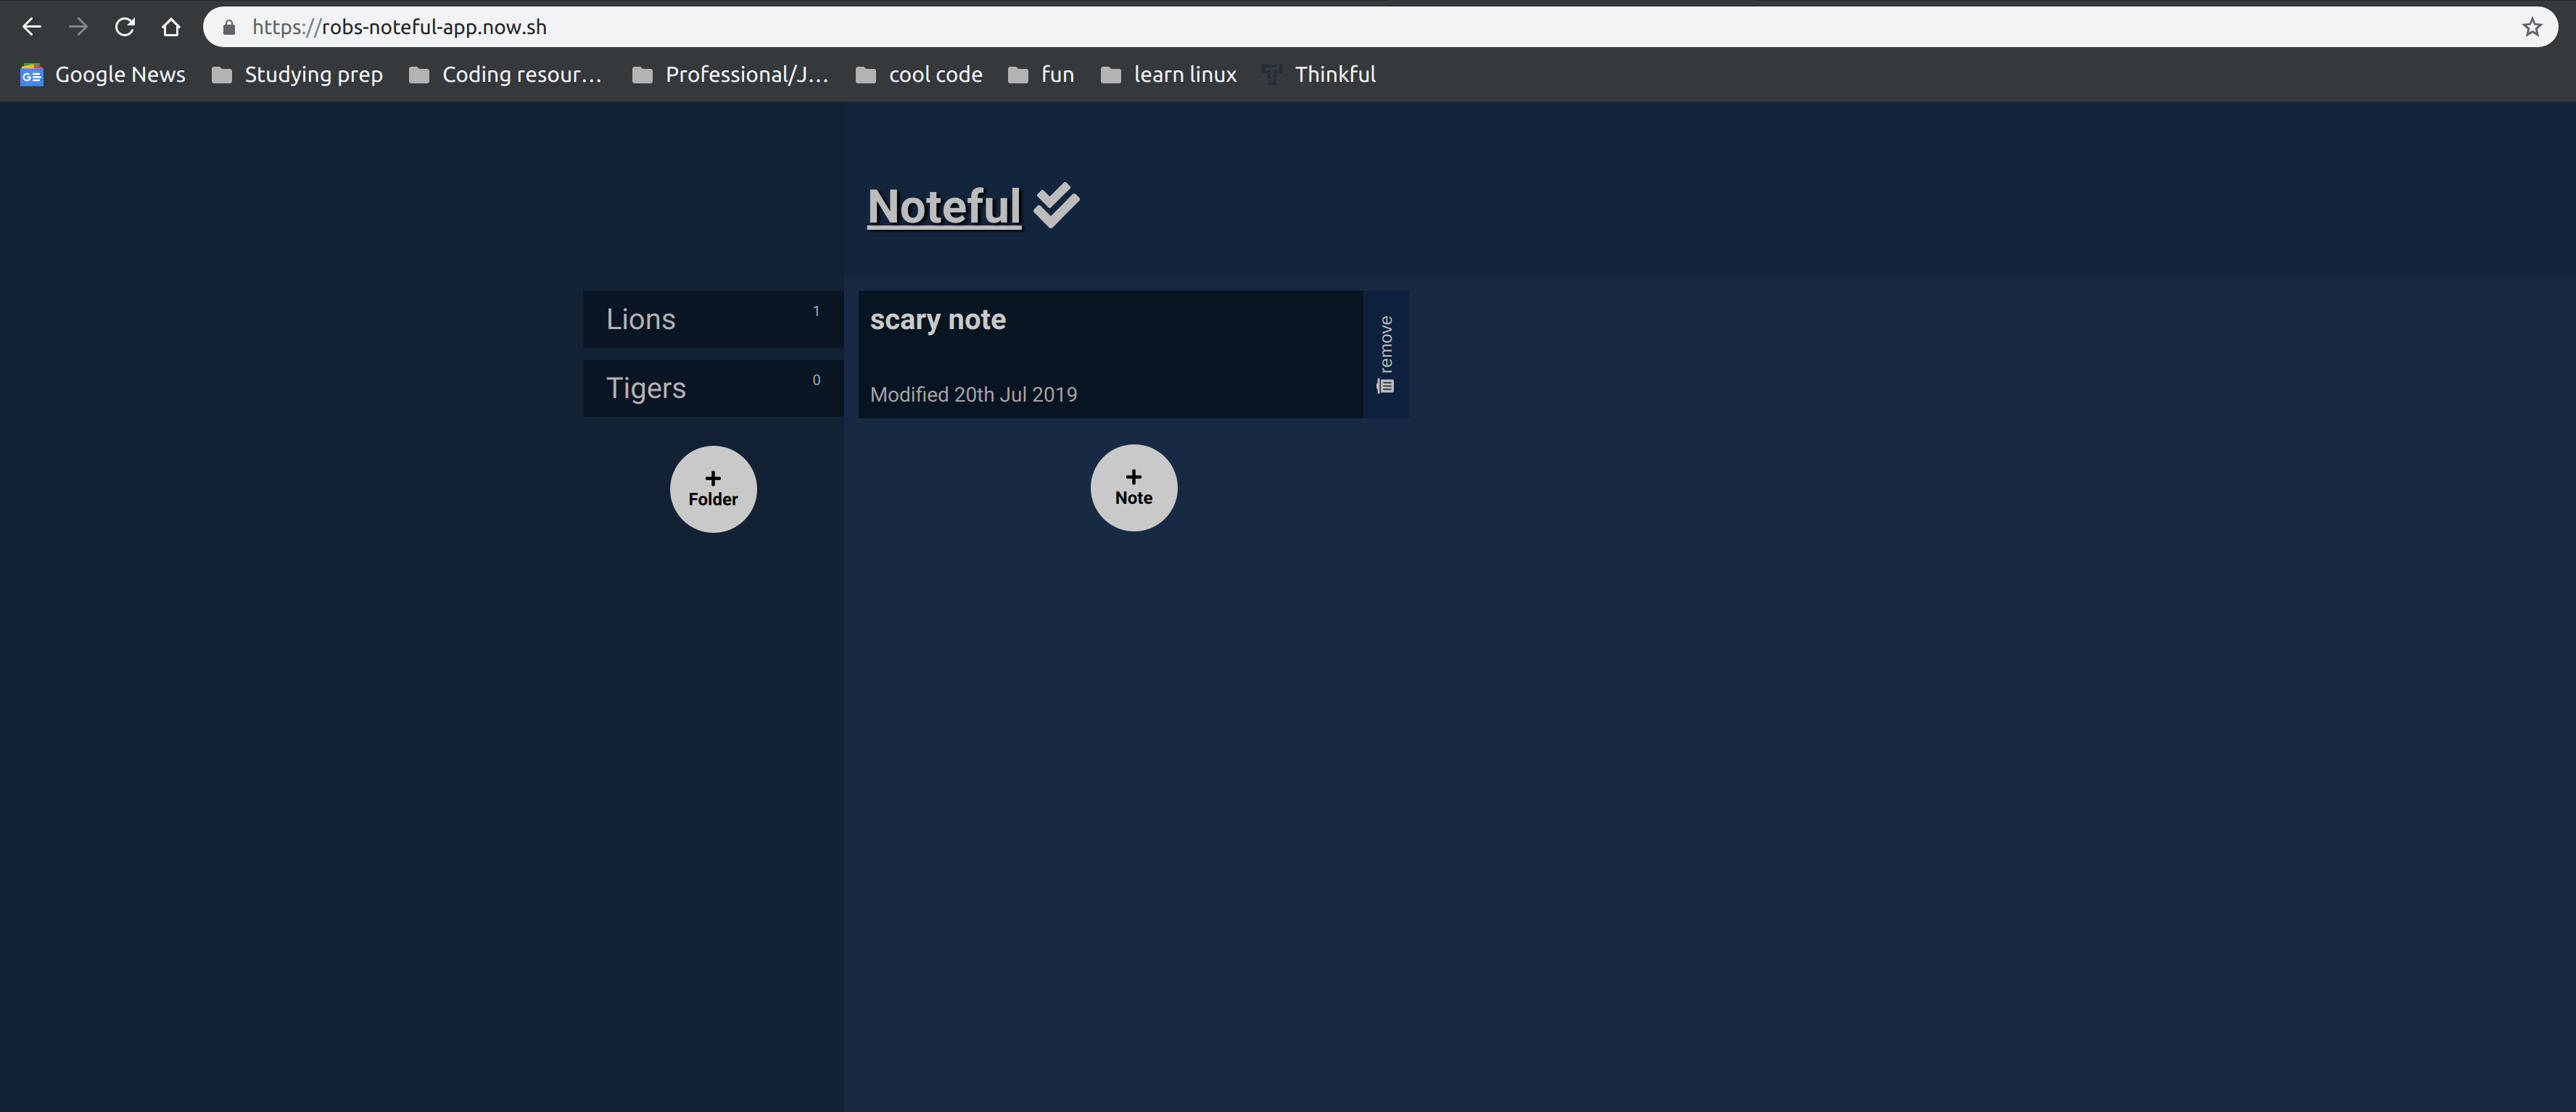 https://robs-noteful-app.now.sh
Google News Studying prep Coding resour... Professional/J... cool code fun learn linux Thinkful
Noteful
Lions 1
Tigers 0
+
Folder
scary note
Modified 20th Jul 2019
remove
+
Note